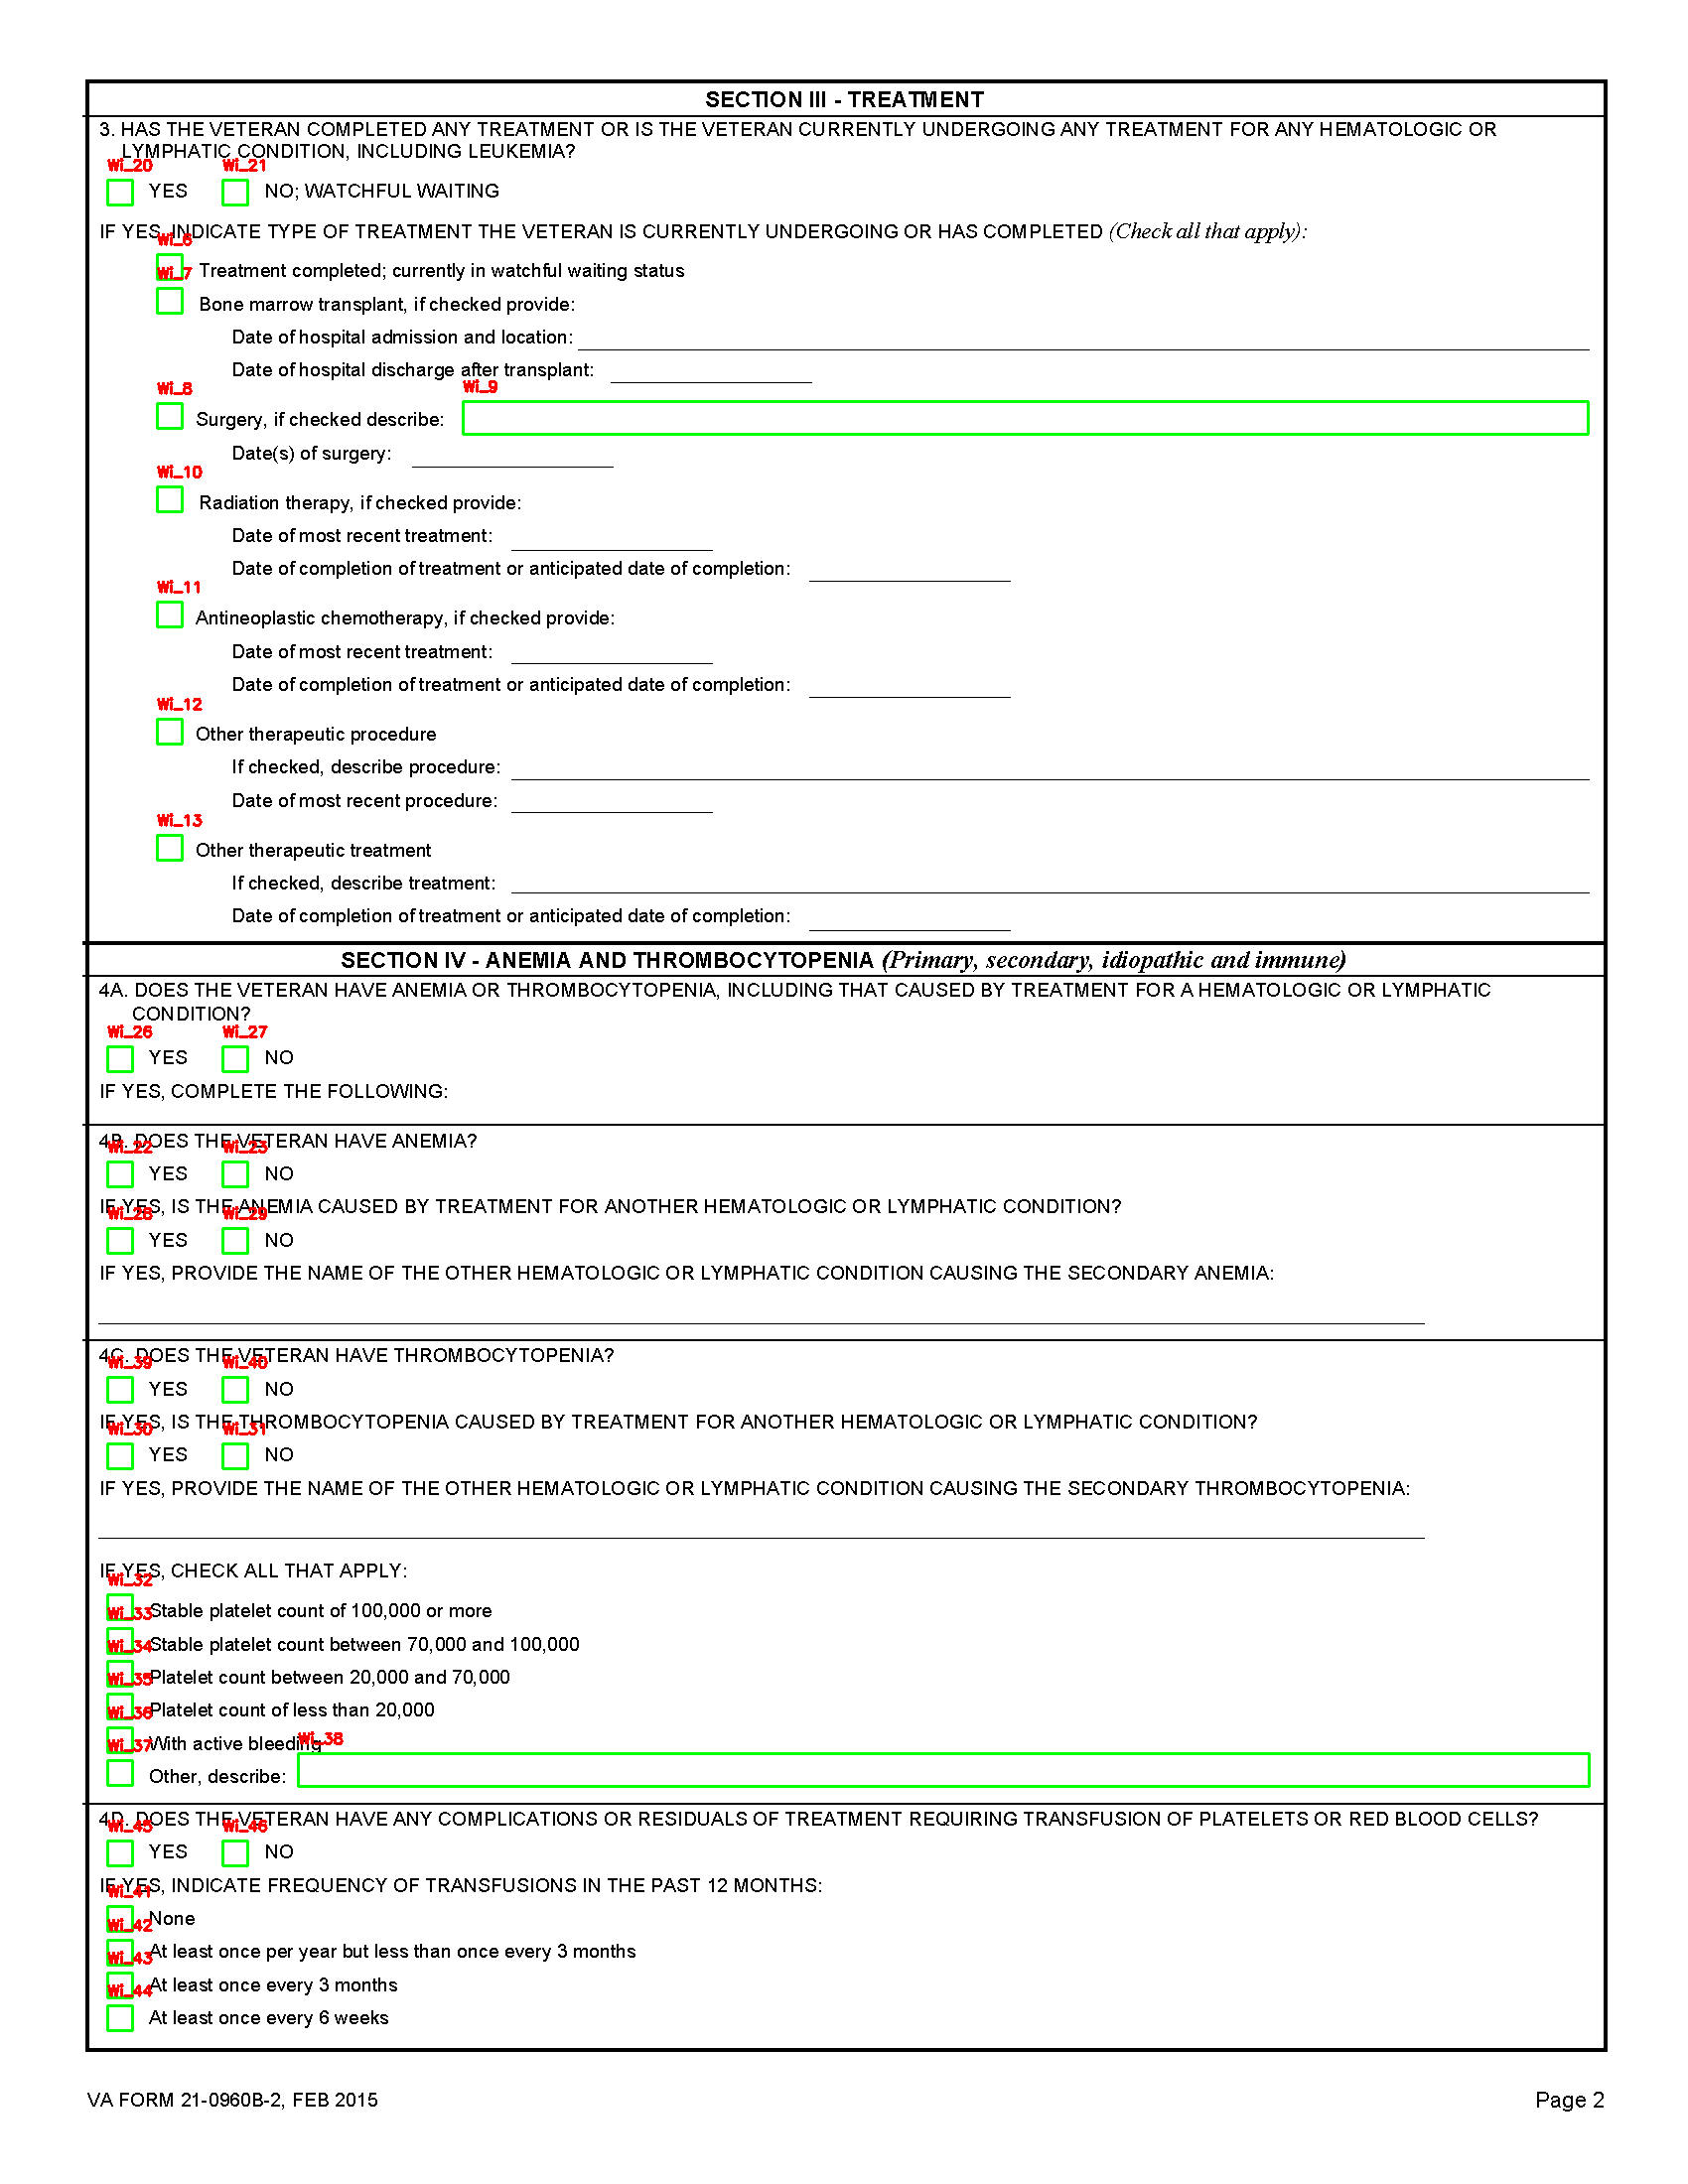 SECTION III - TREATMENT
3. HAS THE VETERAN COMPLETED ANY TREATMENT OR IS THE VETERAN CURRENTLY UNDERGOING ANY TREATMENT FOR ANY HEMATOLOGIC OR
LYMPHATIC CONDITION, INCLUDING LEUKEMIA?
Wi_20 Wi_21
YES NO; WATCHFUL WAITING
IF YES, INDICATE TYPE OF TREATMENT THE VETERAN IS CURRENTLY UNDERGOING OR HAS COMPLETED (Check all that apply):
Wi_6
Wi_7 Treatment completed; currently in watchful waiting status
Bone marrow transplant, if checked provide:
Date of hospital admission and location:
Date of hospital discharge after transplant:
Wi_8 Wi_9
Surgery, if checked describe:
Date(s) of surgery:
Wi_10
Radiation therapy, if checked provide:
Date of most recent treatment:
Date of completion of treatment or anticipated date of completion:
Wi_11
Antineoplastic chemotherapy, if checked provide:
Date of most recent treatment:
Date of completion of treatment or anticipated date of completion:
Wi_12
Other therapeutic procedure
If checked, describe procedure:
Date of most recent procedure:
Wi_13
Other therapeutic treatment
If checked, describe treatment:
Date of completion of treatment or anticipated date of completion:
SECTION IV - ANEMIA AND THROMBOCYTOPENIA (Primary, secondary, idiopathic and immune)
4A. DOES THE VETERAN HAVE ANEMIA OR THROMBOCYTOPENIA, INCLUDING THAT CAUSED BY TREATMENT FOR A HEMATOLOGIC OR LYMPHATIC
CONDITION?
Wi_26 Wi_27
YES NO
IF YES, COMPLETE THE FOLLOWING:
4B. DOES THE VETERAN HAVE ANEMIA?
Wi_22 Wi_23
YES NO
IF YES, IS THE ANEMIA CAUSED BY TREATMENT FOR ANOTHER HEMATOLOGIC OR LYMPHATIC CONDITION?
Wi_28 Wi_29
YES NO
IF YES, PROVIDE THE NAME OF THE OTHER HEMATOLOGIC OR LYMPHATIC CONDITION CAUSING THE SECONDARY ANEMIA:
4C. DOES THE VETERAN HAVE THROMBOCYTOPENIA?
Wi_39 Wi_40
YES NO
IF YES, IS THE THROMBOCYTOPENIA CAUSED BY TREATMENT FOR ANOTHER HEMATOLOGIC OR LYMPHATIC CONDITION?
Wi_30 Wi_31
YES NO
IF YES, PROVIDE THE NAME OF THE OTHER HEMATOLOGIC OR LYMPHATIC CONDITION CAUSING THE SECONDARY THROMBOCYTOPENIA:
IF YES, CHECK ALL THAT APPLY:
Wi_32
Wi_33 Stable platelet count of 100,000 or more
Wi_34 Stable platelet count between 70,000 and 100,000
Wi_35 Platelet count between 20,000 and 70,000
Wi_36 Platelet count of less than 20,000
Wi_37 With active bleeding Wi_38
Other, describe:
4D. DOES THE VETERAN HAVE ANY COMPLICATIONS OR RESIDUALS OF TREATMENT REQUIRING TRANSFUSION OF PLATELETS OR RED BLOOD CELLS?
Wi_45 Wi_46
YES NO
IF YES, INDICATE FREQUENCY OF TRANSFUSIONS IN THE PAST 12 MONTHS:
Wi_41
Wi_42 None
Wi_43 At least once per year but less than once every 3 months
Wi_44 At least once every 3 months
At least once every 6 weeks
VA FORM 21-0960B-2, FEB 2015
Page 2